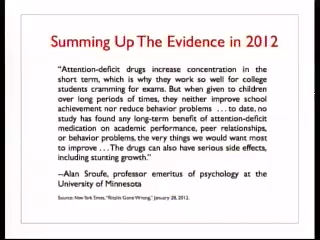 Summing Up The Evidence in 2012
"Attention-deficit drugs increase concentration in the
short term, which is why they work so well for college
students cramming for exams. But when given to children
over long periods of times, they neither improve school
achievement nor reduce behavior problems . . . to date, no
study has found any long-term benefit of attention-deficit
medication on academic performance, peer relationships,
or behavior problems, the very things we would want most
to improve . . . The drugs can also have serious side effects,
including stunting growth."
--Alan Sroufe, professor emeritus of psychology at the
University of Minnesota
Source: New York Times, "Ritalin Gone Wrong," January 28, 2012.